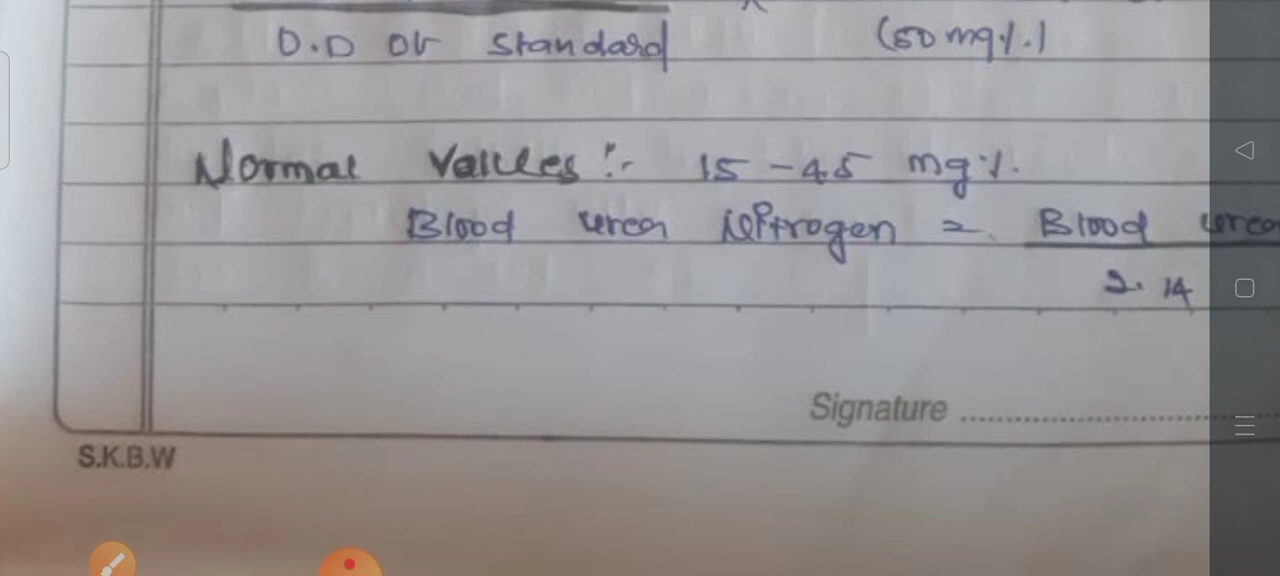 O.D of standard (50 mg%)
Normal Values :- 15 - 45 mg%.
Blood urea Nitrogen = Blood urea
2.14
Signature
S.K.B.W